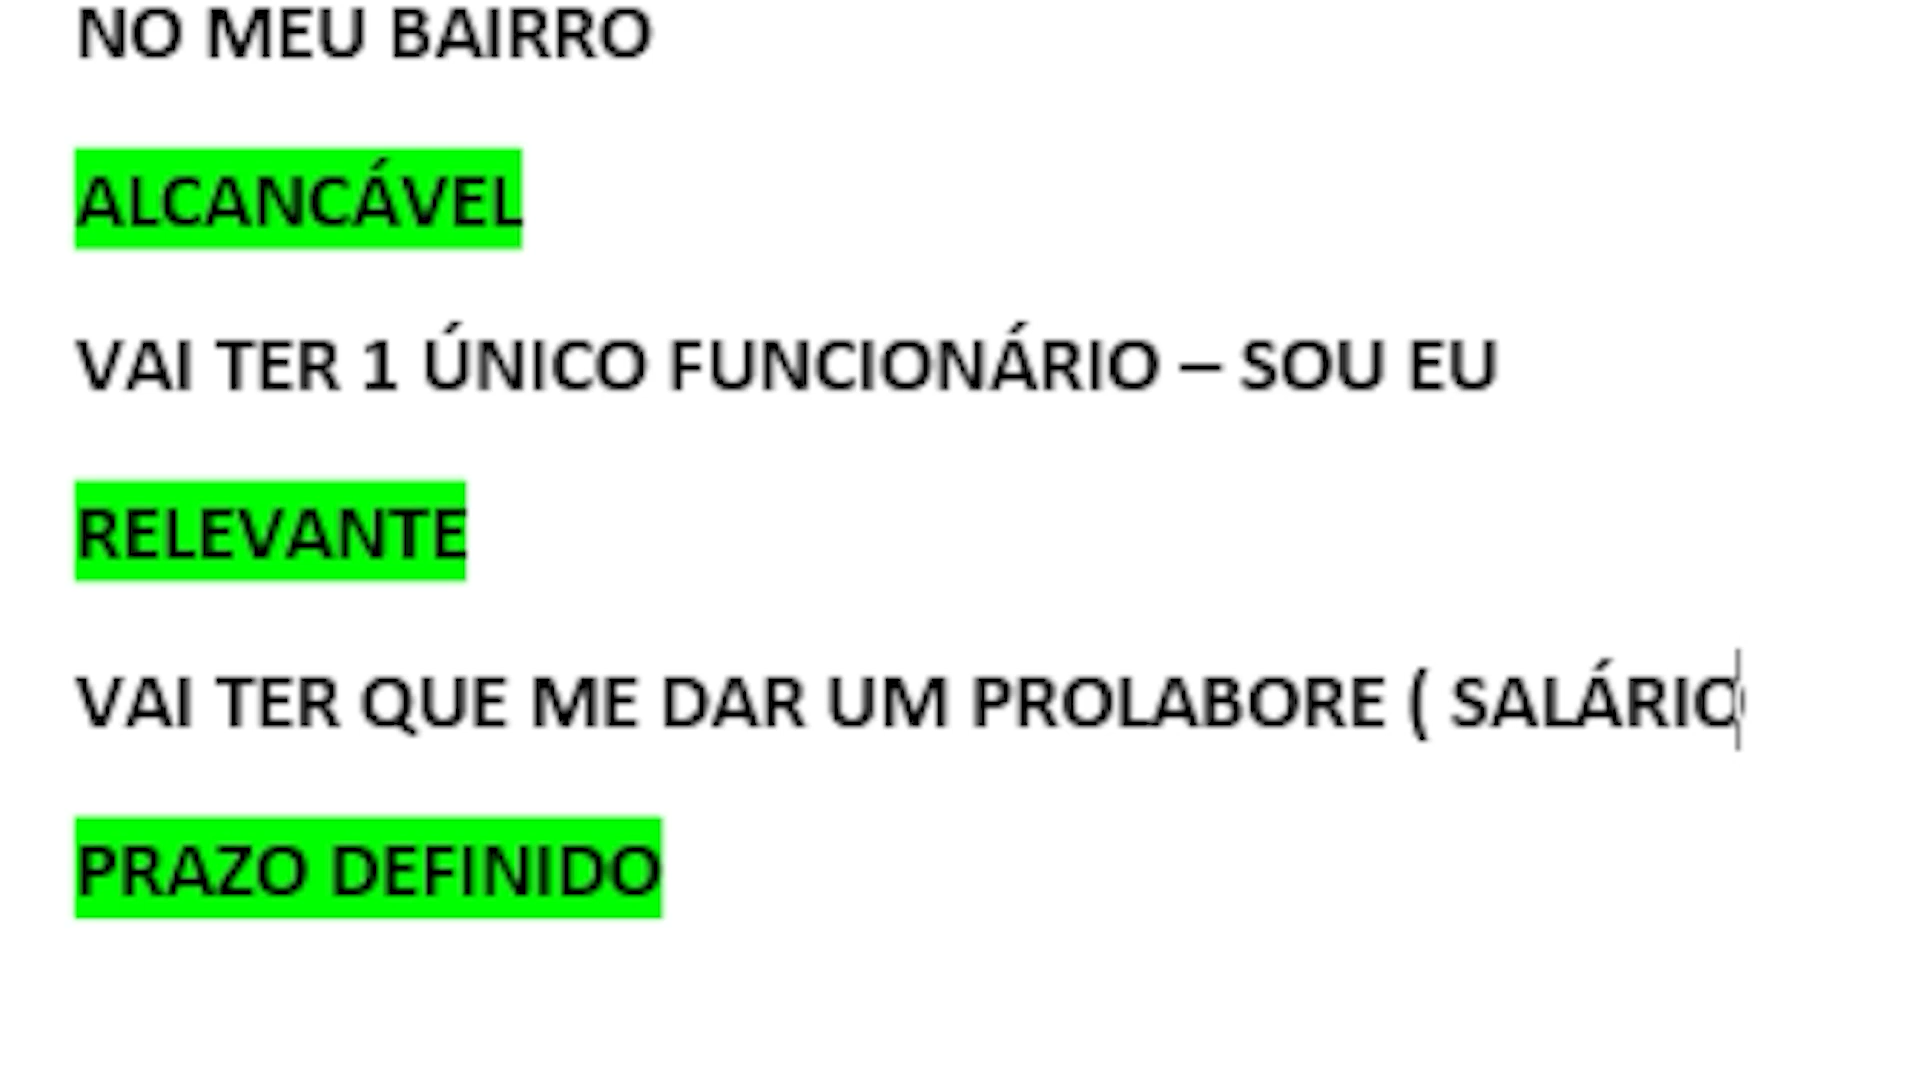 NO MEU BAIRRO
ALCANCÁVEL
VAI TER 1 ÚNICO FUNCIONÁRIO – SOU EU
RELEVANTE
VAI TER QUE ME DAR UM PROLABORE ( SALÁRIO
PRAZO DEFINIDO